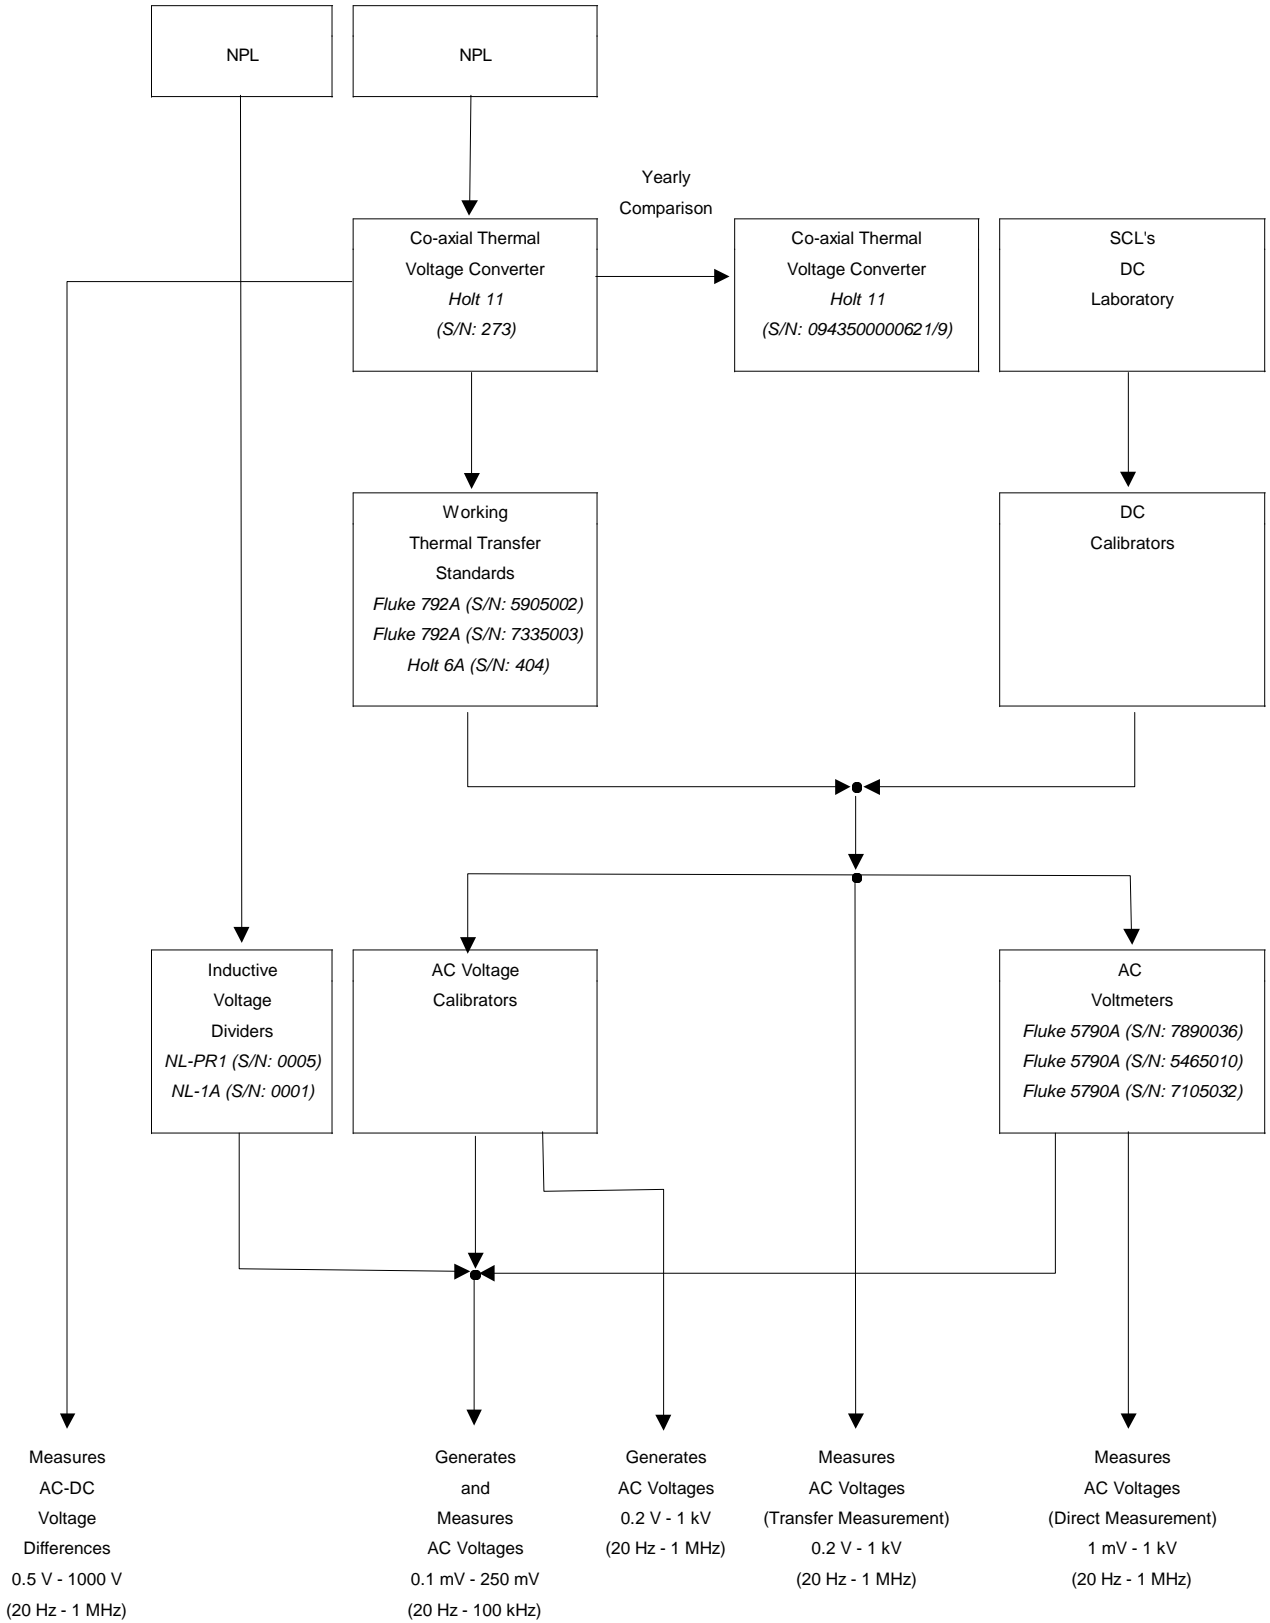 NPL
NPL
Yearly
Comparison
Co-axial Thermal
Voltage Converter
Holt 11
(S/N: 273)
Co-axial Thermal
Voltage Converter
Holt 11
(S/N: 0943500000621/9)
SCL's
DC
Laboratory
Working
Thermal Transfer
Standards
Fluke 792A (S/N: 5905002)
Fluke 792A (S/N: 7335003)
Holt 6A (S/N: 404)
DC
Calibrators
Inductive
Voltage
Dividers
NL-PR1 (S/N: 0005)
NL-1A (S/N: 0001)
AC Voltage
Calibrators
AC
Voltmeters
Fluke 5790A (S/N: 7890036)
Fluke 5790A (S/N: 5465010)
Fluke 5790A (S/N: 7105032)
Measures
AC-DC
Voltage
Differences
0.5 V - 1000 V
(20 Hz - 1 MHz)
Generates
and
Measures
AC Voltages
0.1 mV - 250 mV
(20 Hz - 100 kHz)
Generates
AC Voltages
0.2 V - 1 kV
(20 Hz - 1 MHz)
Measures
AC Voltages
(Transfer Measurement)
0.2 V - 1 kV
(20 Hz - 1 MHz)
Measures
AC Voltages
(Direct Measurement)
1 mV - 1 kV
(20 Hz - 1 MHz)